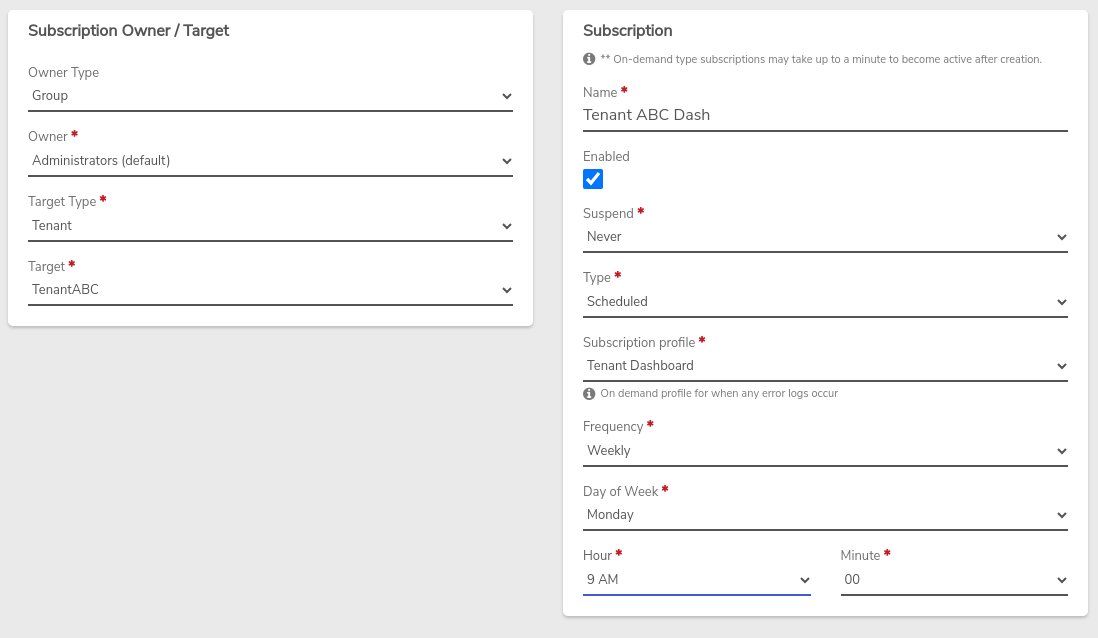 Subscription Owner / Target
Owner Type
Group
Owner *
Administrators (default)
Target Type *
Tenant
Target *
TenantABC
Subscription
** On-demand type subscriptions may take up to a minute to become active after creation.
Name *
Tenant ABC Dash
Enabled
Suspend *
Never
Type *
Scheduled
Subscription profile *
Tenant Dashboard
On demand profile for when any error logs occur
Frequency *
Weekly
Day of Week *
Monday
Hour * Minute *
9 AM 00